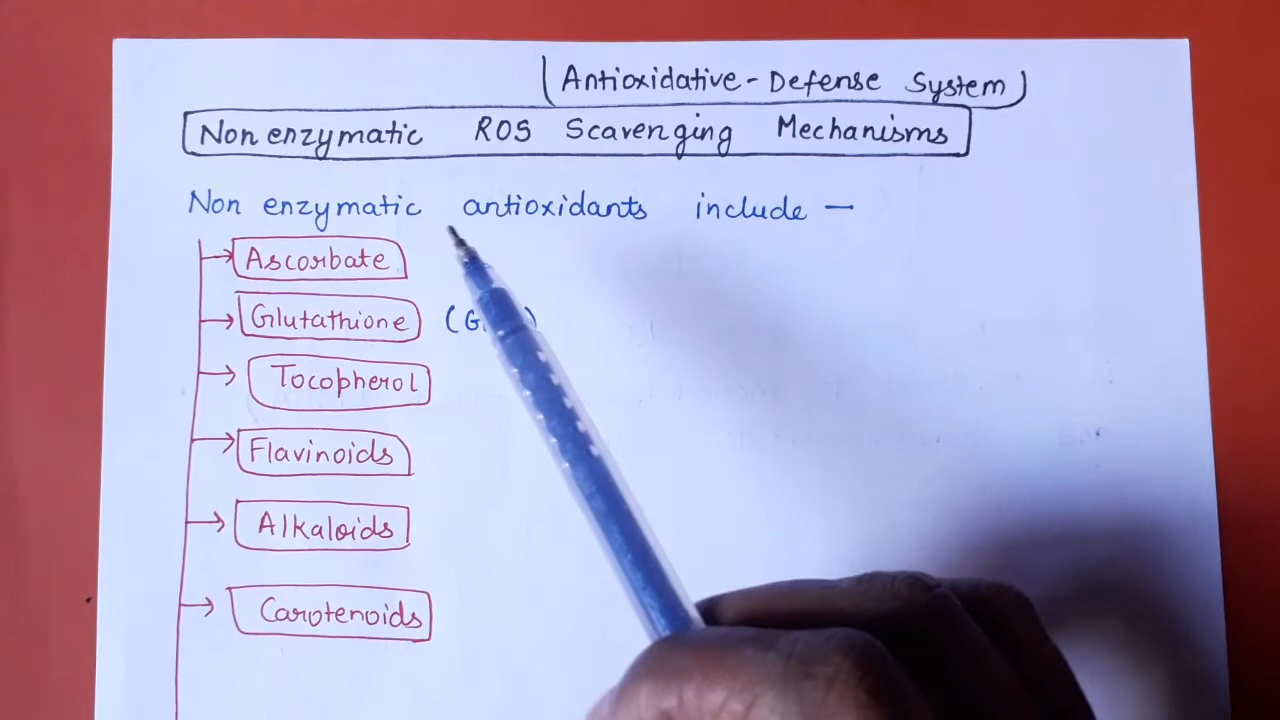 (Antioxidative-Defense System)
Non enzymatic ROS Scavenging Mechanisms
Non enzymatic antioxidants include —
Ascorbate
Glutathione
Tocopherol
Flavinoids
Alkaloids
Carotenoids